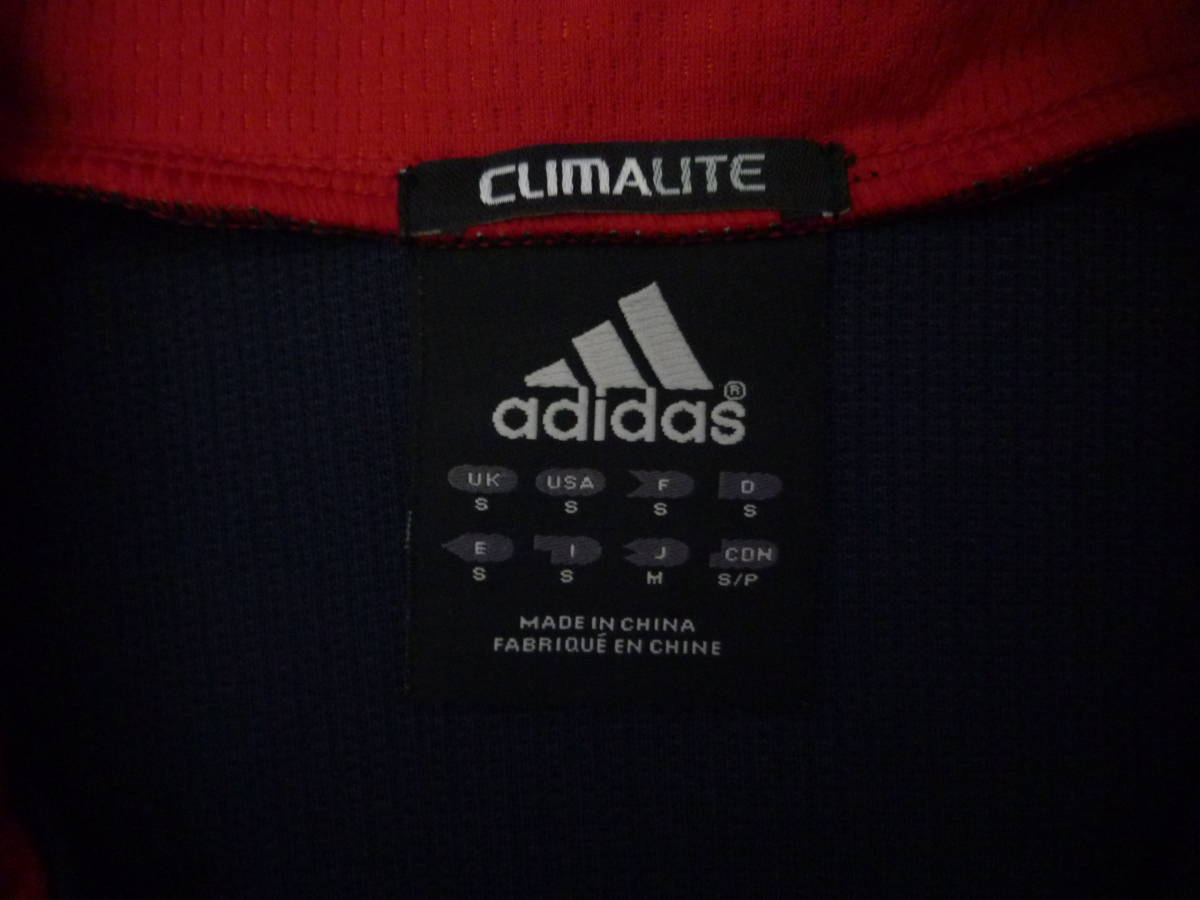 CLIMALITE
adidas®
UK USA F D
S S S S
E I J CDN
S S M S/P
MADE IN CHINA
FABRIQUÉ EN CHINE